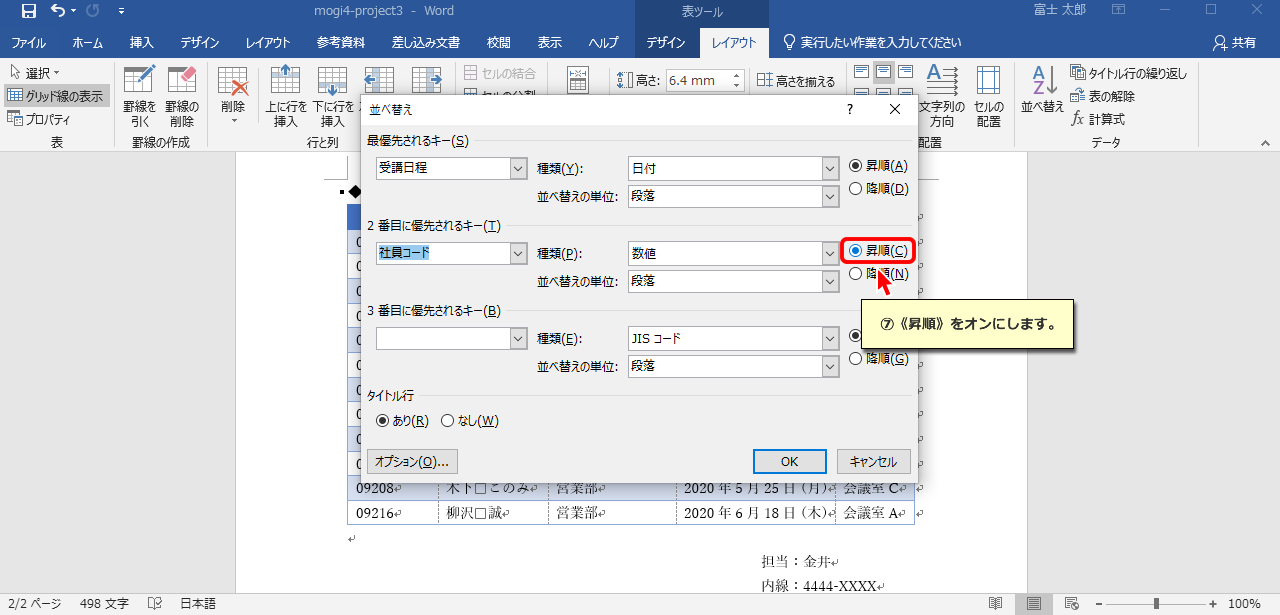 mogi4-project3 - Word
表ツール
富士 太郎
ファイル ホーム 挿入 デザイン レイアウト 参考資料 差し込み文書 校閲 表示 ヘルプ デザイン レイアウト 実行したい作業を入力してください 共有
選択
グリッド線の表示
プロパティ
表
罫線を引く
罫線の削除
罫線の作成
削除
上に行を挿入
下に行を挿入
行と列
セルの結合
高さ: 6.4 mm
高さを揃える
文字列の方向
セルの配置
配置
並べ替え
タイトル行の繰り返し
表の解除
fx 計算式
データ
並べ替え ?
最優先されるキー(S)
受講日程 種類(Y): 日付 昇順(A)
並べ替えの単位: 段落 降順(D)
2 番目に優先されるキー(T)
社員コード 種類(P): 数値 昇順(C)
並べ替えの単位: 段落 降順(N)
⑦《昇順》をオンにします。
3 番目に優先されるキー(B)
種類(E): JIS コード
並べ替えの単位: 段落 降順(G)
タイトル行
あり(R) なし(W)
オプション(O)... OK キャンセル
09208 木下□このみ 営業部 2020 年 5 月 25 日（月） 会議室 C
09216 柳沢□誠 営業部 2020 年 6 月 18 日（木） 会議室 A
担当：金井
内線：4444-XXXX
2/2 ページ 498 文字 日本語 100%